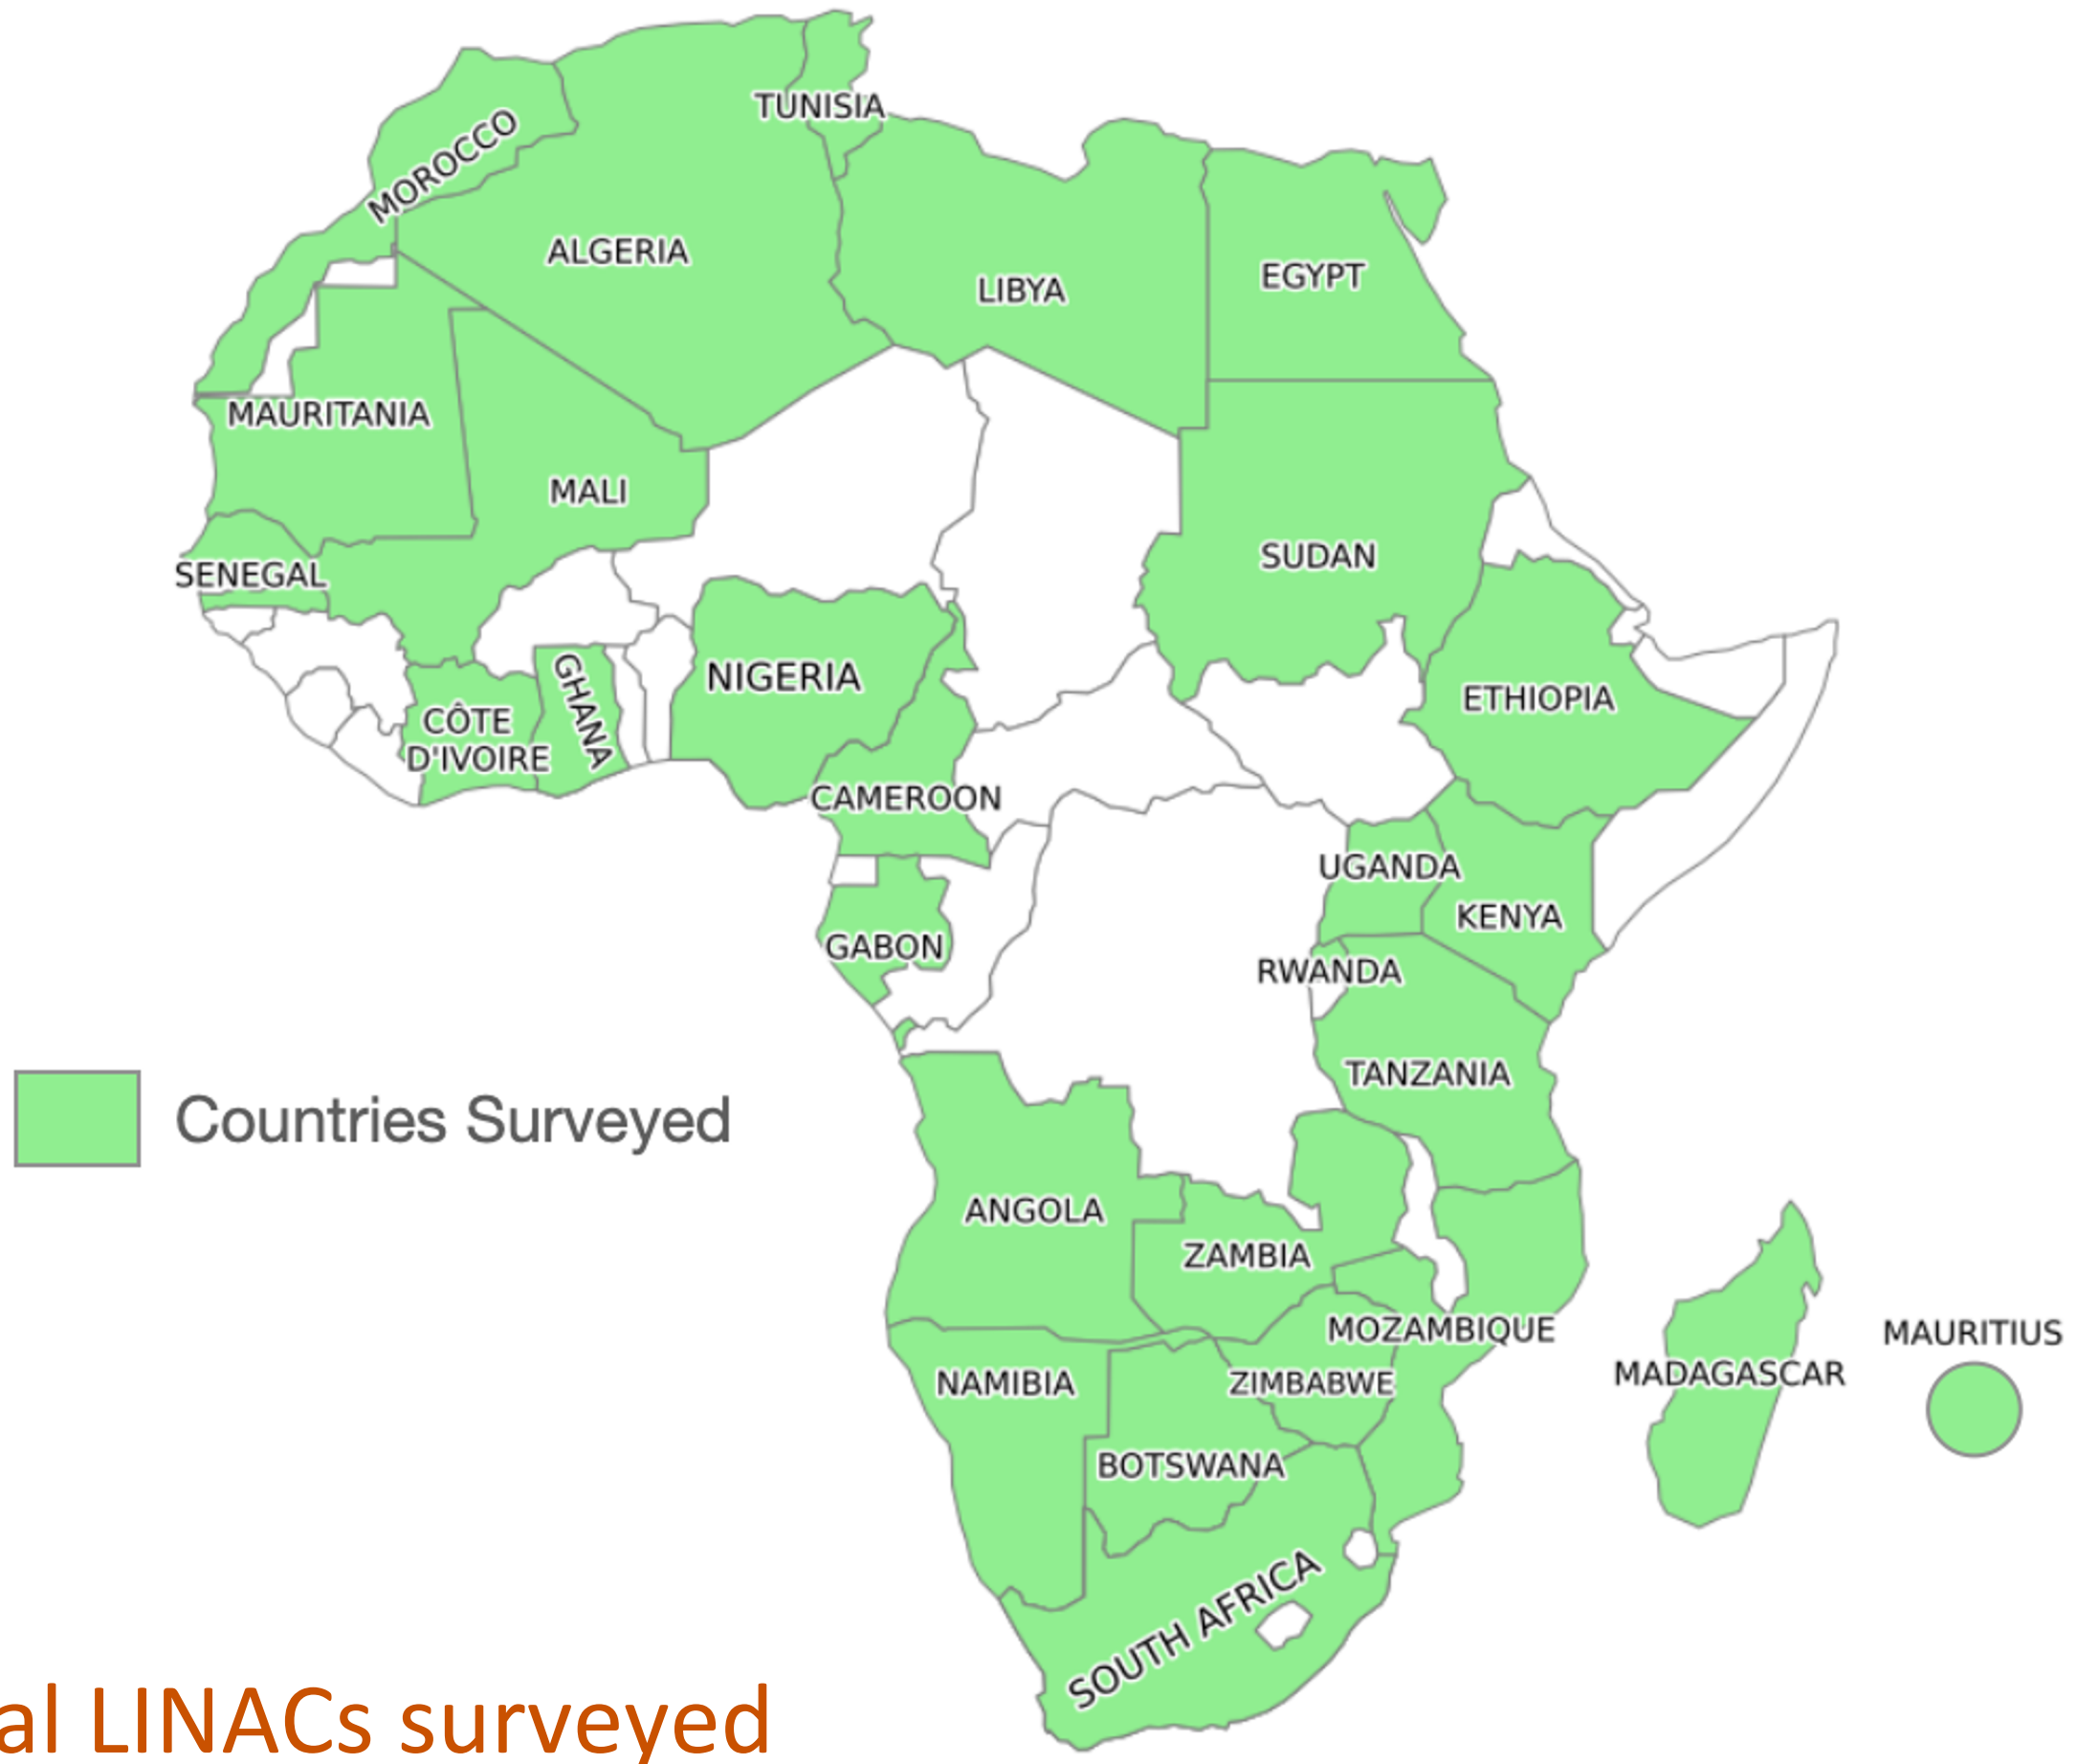 TUNISIA
MOROCCO
ALGERIA
LIBYA
EGYPT
MAURITANIA
MALI
SUDAN
SENEGAL
NIGERIA
GHANA
ETHIOPIA
CÔTE
D'IVOIRE
CAMEROON
UGANDA
KENYA
GABON
RWANDA
TANZANIA
Countries Surveyed
ANGOLA
ZAMBIA
MOZAMBIQUE
MAURITIUS
MADAGASCAR
NAMIBIA
ZIMBABWE
BOTSWANA
SOUTH AFRICA
al LINACs surveyed